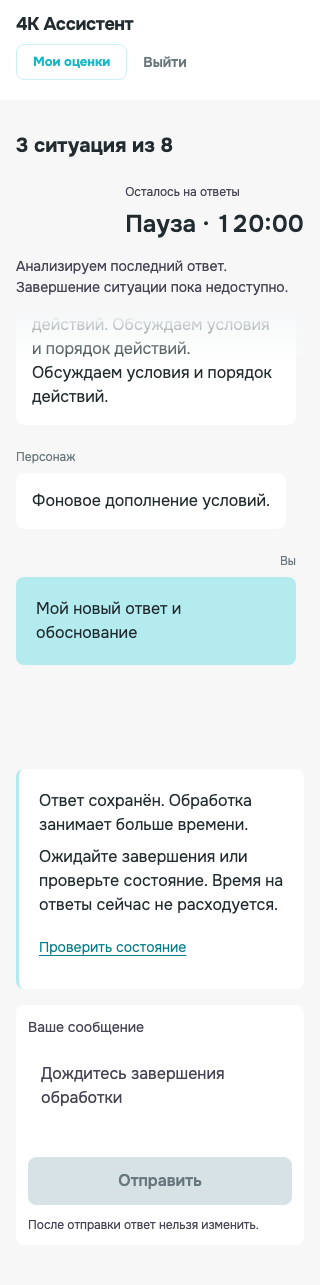 4К Ассистент
Мои оценки
Выйти
3 ситуация из 8
Осталось на ответы
Пауза · 120:00
Анализируем последний ответ.
Завершение ситуации пока недоступно.
действий. Обсуждаем условия
и порядок действий.
Обсуждаем условия и порядок
действий.
Персонаж
Фоновое дополнение условий.
Вы
Мой новый ответ и
обоснование
Ответ сохранён. Обработка
занимает больше времени.
Ожидайте завершения или
проверьте состояние. Время на
ответы сейчас не расходуется.
Проверить состояние
Ваше сообщение
Дождитесь завершения
обработки
Отправить
После отправки ответ нельзя изменить.